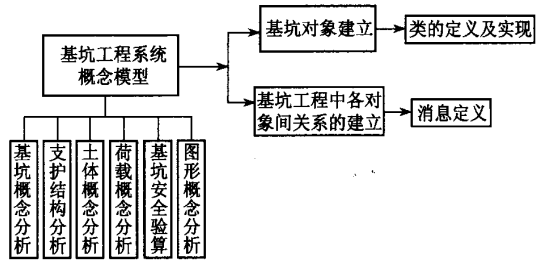 基坑工程系统
概念模型
基坑对象建立
类的定义及实现
基坑工程中各对
象间关系的建立
消息定义
基坑概念分析
支护结构分析
土体概念分析
荷载概念分析
基坑安全验算
图形概念分析